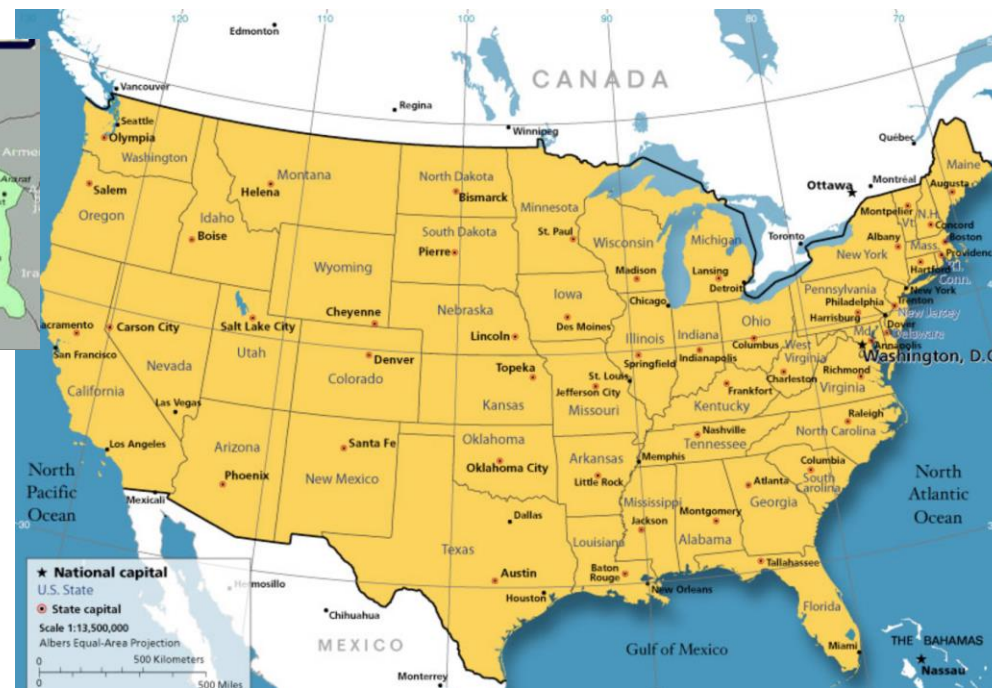 120
110
100
90
80
70
Edmonton
CANADA
Vancouver
Regina
Winnipeg
Seattle
Olympia
Washington
Québec
Montréal
Ottawa
Maine
Augusta
Armer
Ararat
Montana
Helena
North Dakota
Bismarck
Minnesota
Salem
Oregon
Idaho
Boise
South Dakota
Pierre
St. Paul
Wisconsin
Michigan
Toronto
Montpelier
Vt.
N.H.
Concord
Albany
Boston
Mass.
Providence
New York
Hartford
R.I.
Conn.
Ira
Wyoming
Madison
Lansing
Detroit
Chicago
Pennsylvania
New York
Philadelphia
Trenton
Harrisburg
New Jersey
Cheyenne
Nebraska
Iowa
Des Moines
Lincoln
Illinois
Indiana
Ohio
Columbus
Indianapolis
Springfield
Md.
Dover
Delaware
Annapolis
Washington, D.C
acramento
Carson City
Salt Lake City
San Francisco
Nevada
Utah
Denver
Colorado
Topeka
Kansas
St. Louis
Jefferson City
Missouri
West
Virginia
Charleston
Richmond
Virginia
Frankfort
Kentucky
California
Las Vegas
Los Angeles
Arizona
Phoenix
Santa Fe
New Mexico
Oklahoma
Oklahoma City
Arkansas
Little Rock
Memphis
Nashville
Tennessee
Raleigh
North Carolina
Columbia
South
Carolina
Atlanta
Georgia
North
Pacific
Ocean
North
Atlantic
Ocean
Mexicali
30
Dallas
Texas
Mississippi
Jackson
Montgomery
Alabama
Louisiana
Baton
Rouge
Austin
Houston
New Orleans
Tallahassee
Florida
Miami
Hermosillo
Chihuahua
MEXICO
Monterrey
Gulf of Mexico
THE BAHAMAS
Nassau
National capital
U.S. State
State capital
Scale 1:13,500,000
Albers Equal-Area Projection
0
500 Kilometers
0
500 Miles